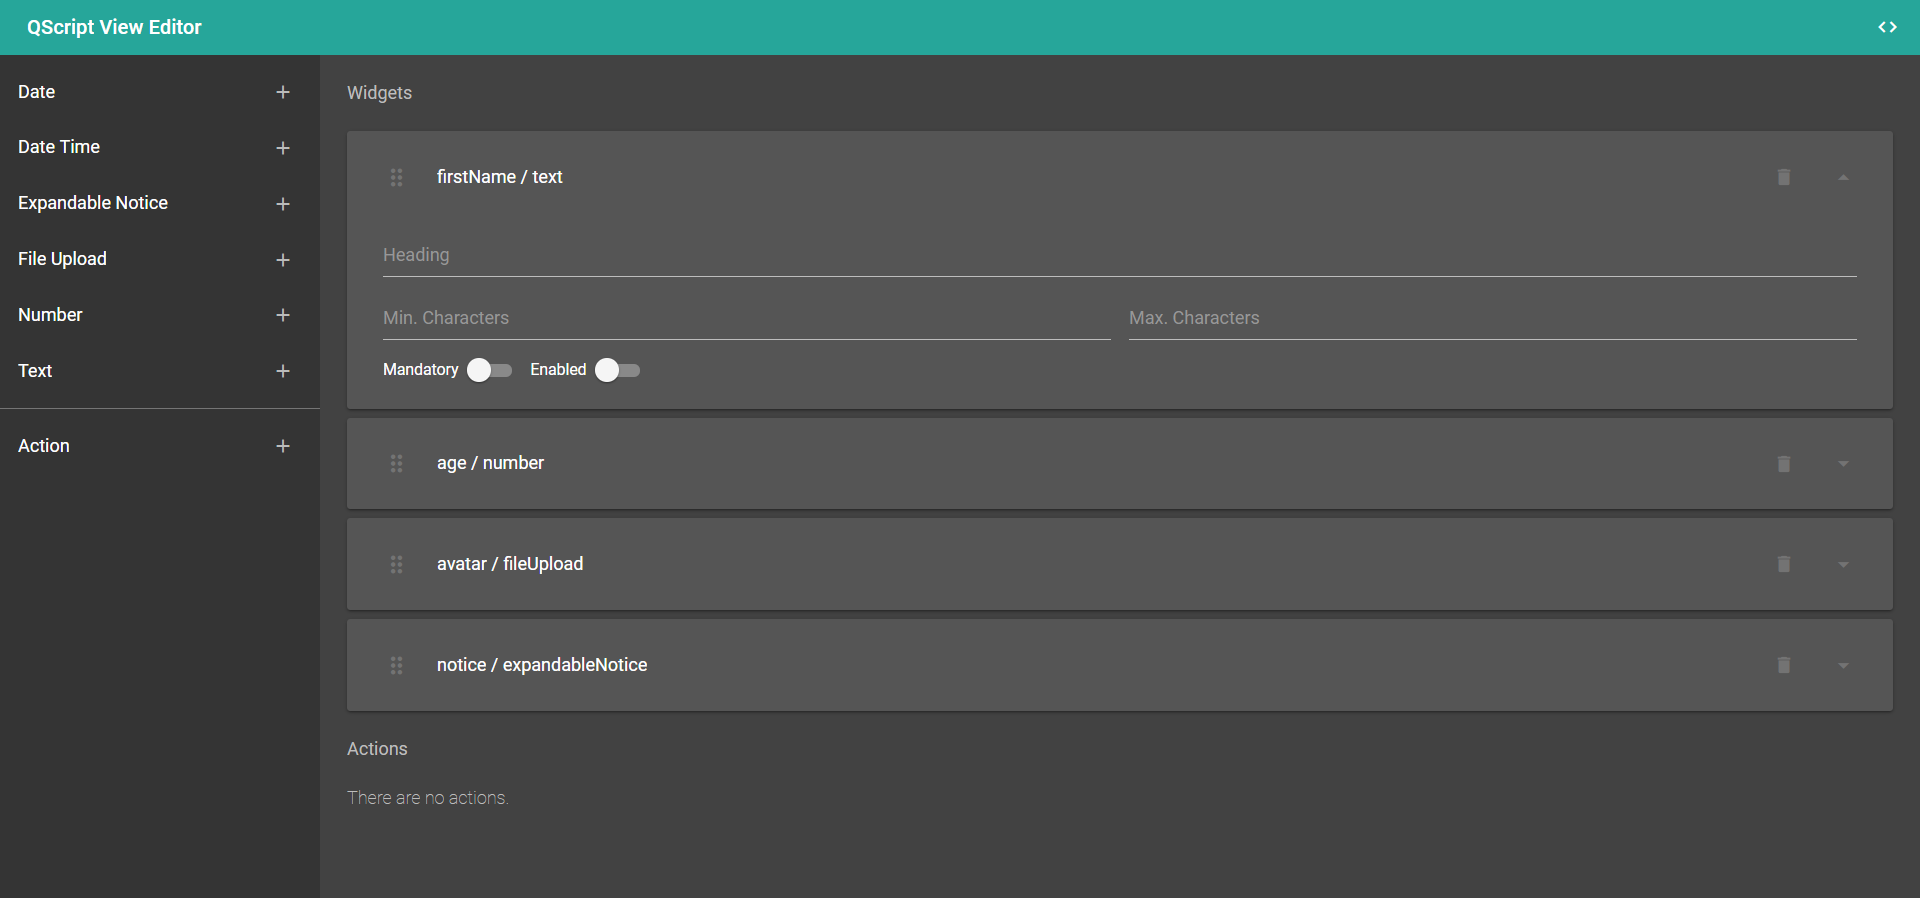 QScript View Editor
Date
Date Time
Expandable Notice
File Upload
Number
Text
Action
Widgets
firstName / text
Heading
Min. Characters Max. Characters
Mandatory Enabled
age / number
avatar / fileUpload
notice / expandableNotice
Actions
There are no actions.